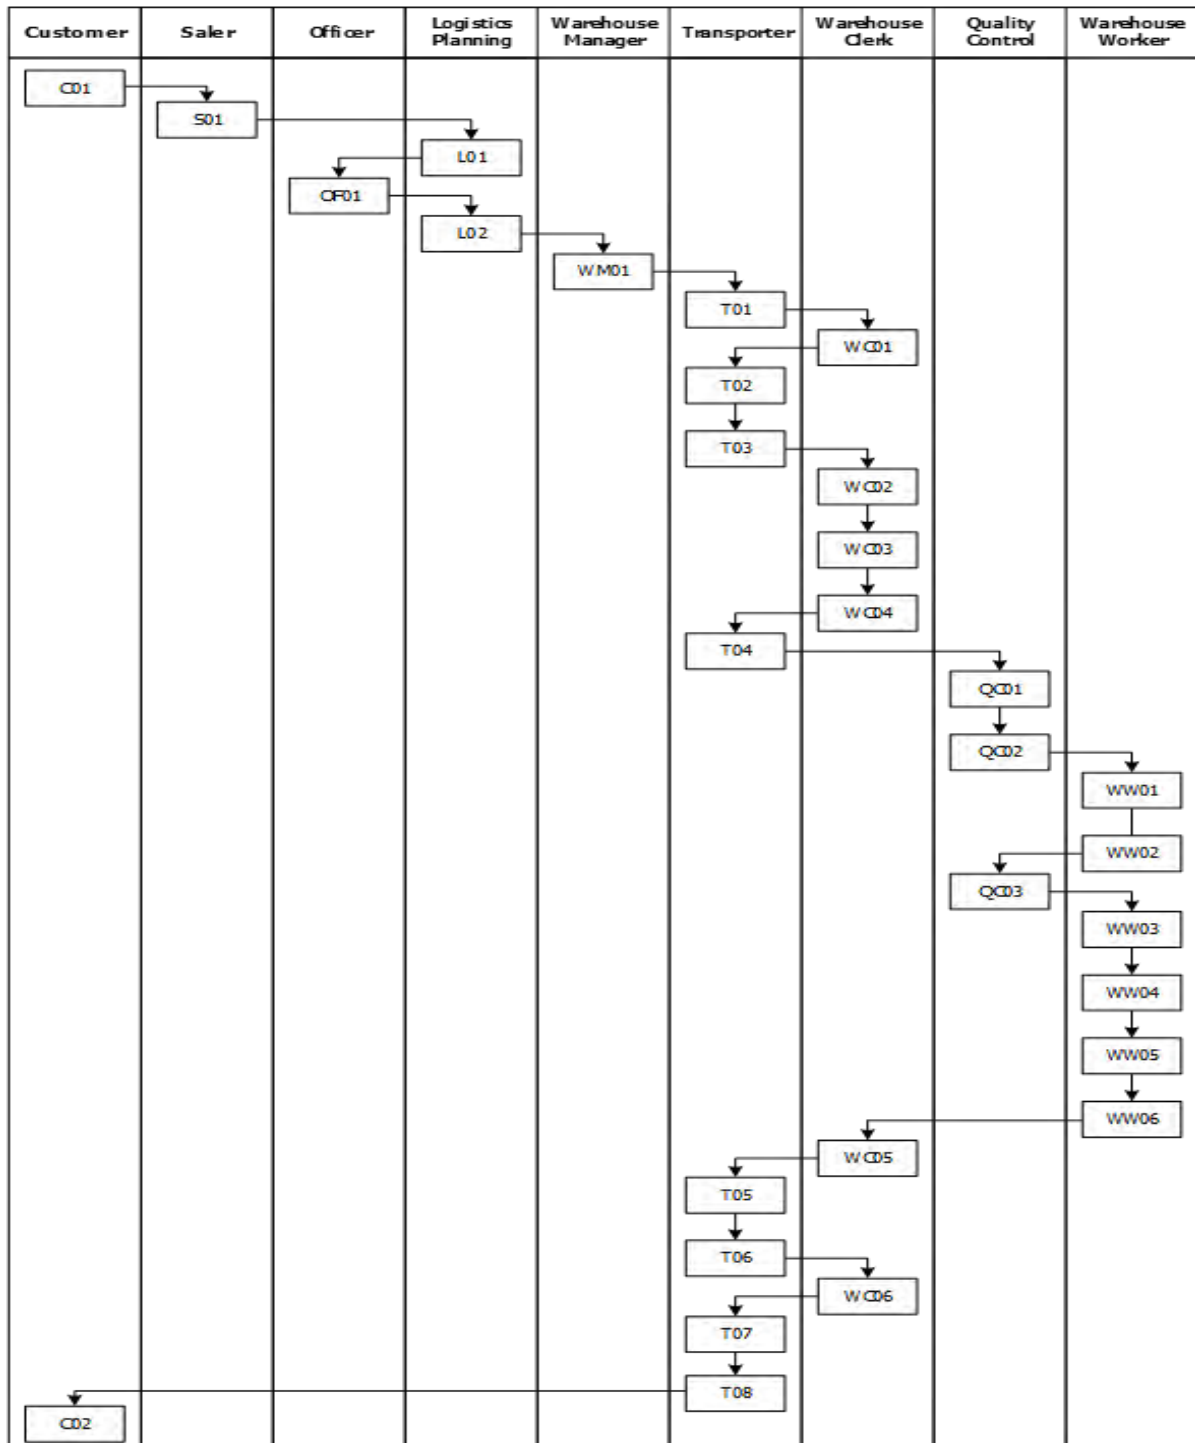 Customer
Saler
Officer
Logistics
Planning
Warehouse
Manager
Transporter
Warehouse
Clerk
Quality
Control
Warehouse
Worker
C01
S01
L01
OF01
L02
WM01
T01
WC01
T02
T03
WC02
WC03
WC04
T04
QC01
QC02
WW01
WW02
QC03
WW03
WW04
WW05
WW06
WC05
T05
T06
WC06
T07
T08
C02